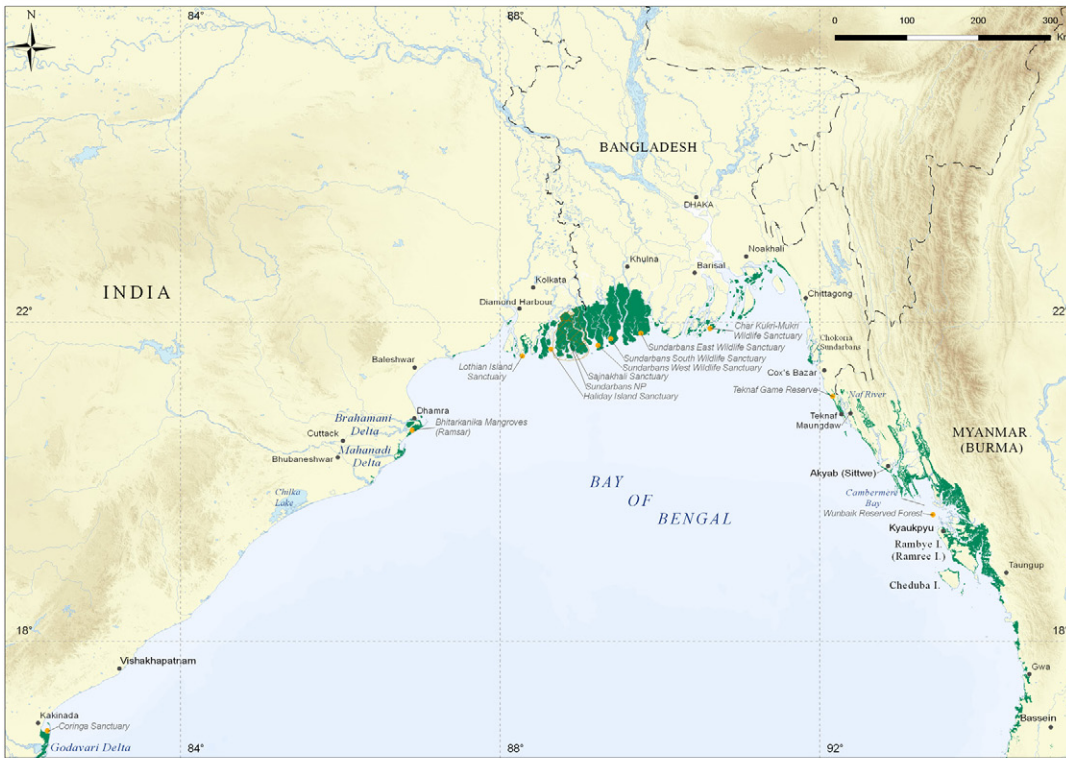 N
84°
88°
0
100
200
300
Km
BANGLADESH
DHAKA
Noakhali
Khulna
Barisal
Kolkata
INDIA
Diamond Harbour
Chittagong
22°
22°
Char Kukri-Mukri
Wildlife Sanctuary
Chokoria
Sundarbans
Sundarbans East Wildlife Sanctuary
Sundarbans South Wildlife Sanctuary
Sundarbans West Wildlife Sanctuary
Baleshwar
Lothian Island
Sanctuary
Sajnakhali Sanctuary
Sundarbans NP
Haliday Island Sanctuary
Cox's Bazar
Teknaf Game Reserve
Naf River
Dhamra
Brahamani
Delta
Bhitarkanika Mangroves
(Ramsar)
Teknaf
Maungdaw
Cuttack
Mahanadi
Delta
Bhubaneshwar
MYANMAR
(BURMA)
Akyab (Sittwe)
BAY
OF
BENGAL
Chilka
Lake
Cambermere
Bay
Wunbaik Reserved Forest
Kyaukpyu
Rambye I.
(Ramree I.)
Cheduba I.
Taungup
18°
18°
Vishakhapatnam
Gwa
Kakinada
Coringa Sanctuary
Bassein
Godavari Delta
84°
88°
92°